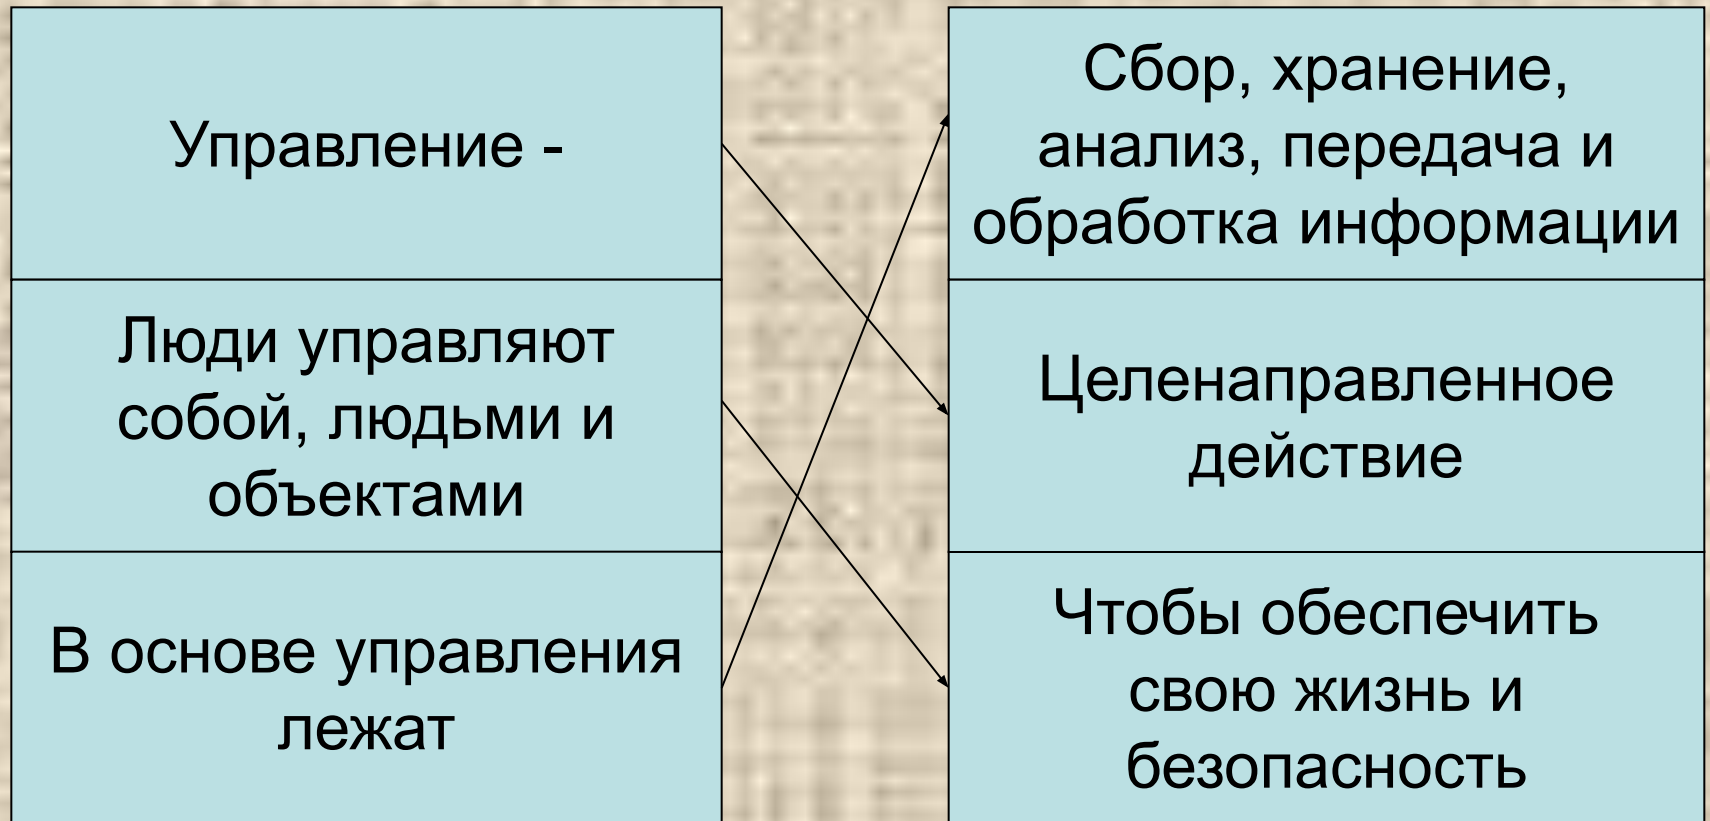 Управление -
Люди управляют
собой, людьми и
объектами
В основе управления
лежат
Сбор, хранение,
анализ, передача и
обработка информации
Целенаправленное
действие
Чтобы обеспечить
свою жизнь и
безопасность